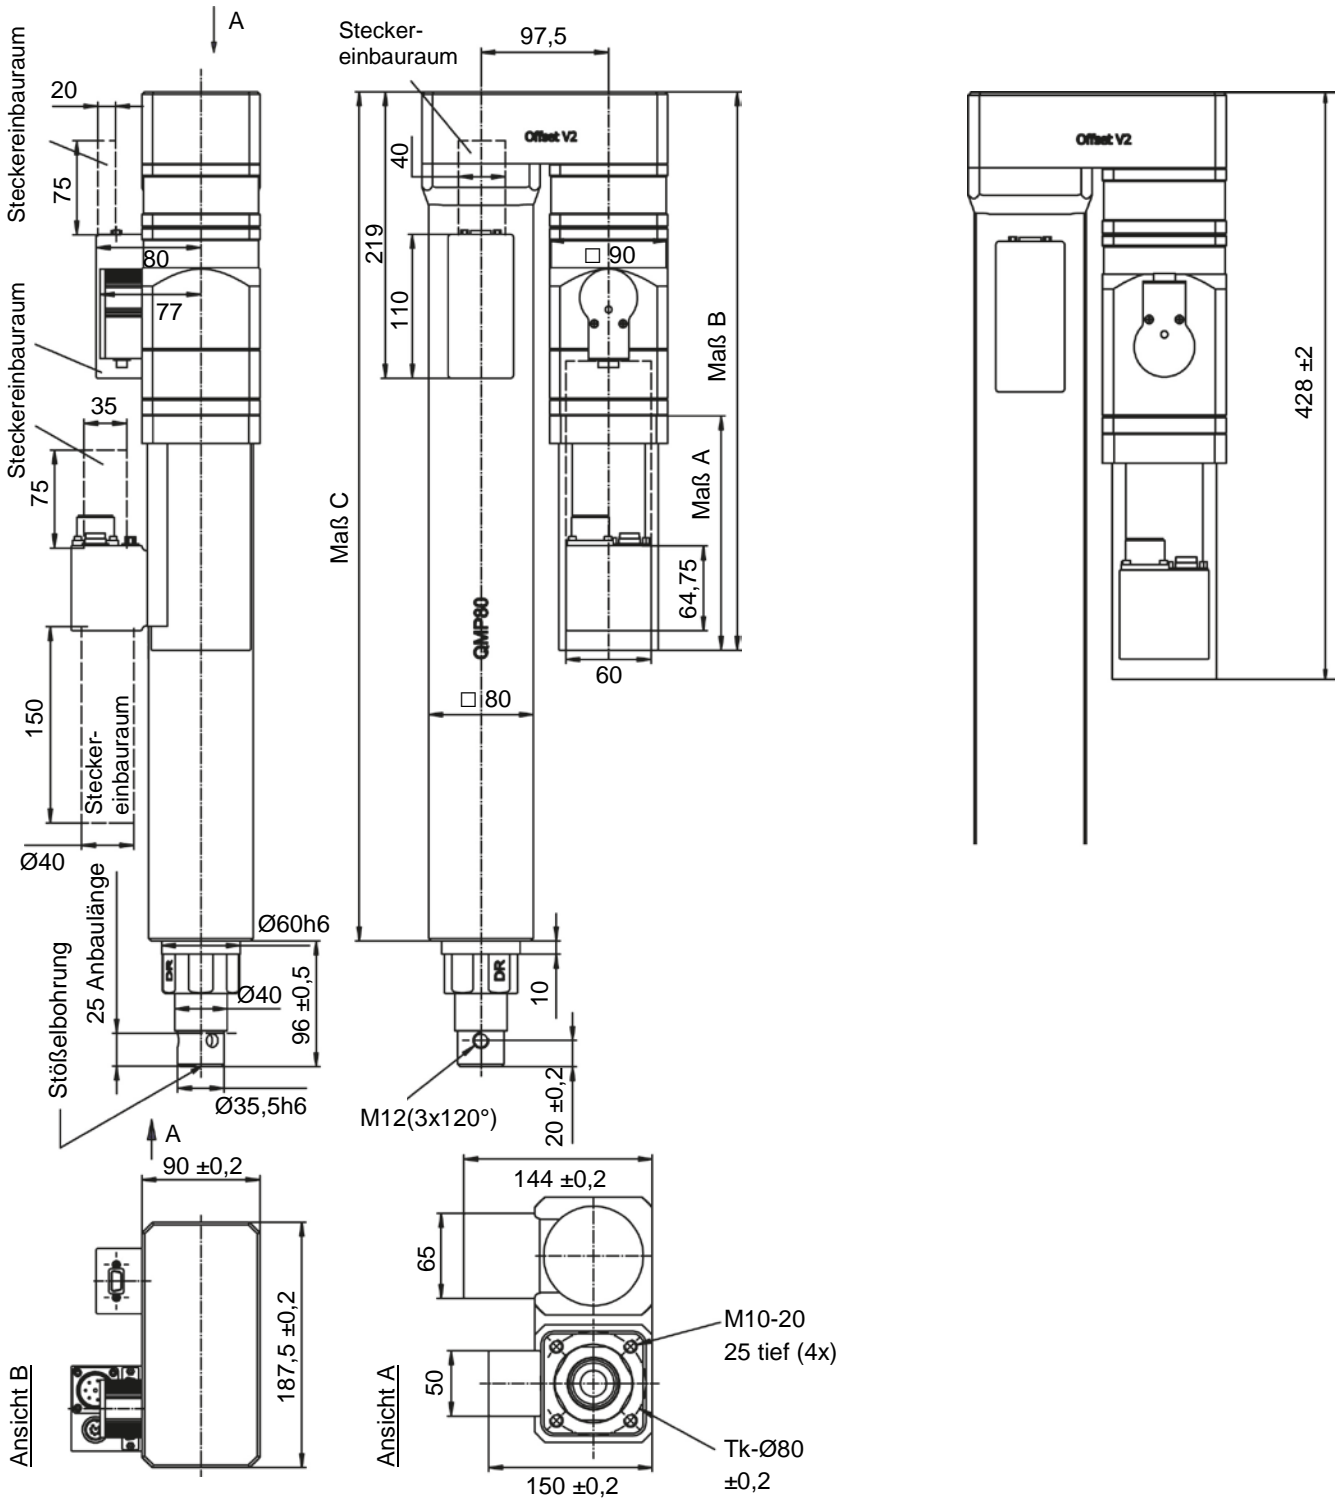 A
Steckereinbauraum
20
75
80
77
Steckereinbauraum
35
75
150
Stecker-
einbauraum
Ø40
25 Anbaulänge
Stößelbohrung
Ø60h6
DR
Ø40
96 ±0,5
Ø35,5h6
A
Stecker-
einbauraum
97,5
Offset V2
40
219
110
□ 90
Maß B
Maß A
Maß C
64,75
60
QMP80
□ 80
DR
10
20 ±0,2
M12(3x120°)
Offset V2
428 ±2
90 ±0,2
187,5 ±0,2
Ansicht B
144 ±0,2
65
50
Ansicht A
M10-20
25 tief (4x)
Tk-Ø80
±0,2
150 ±0,2